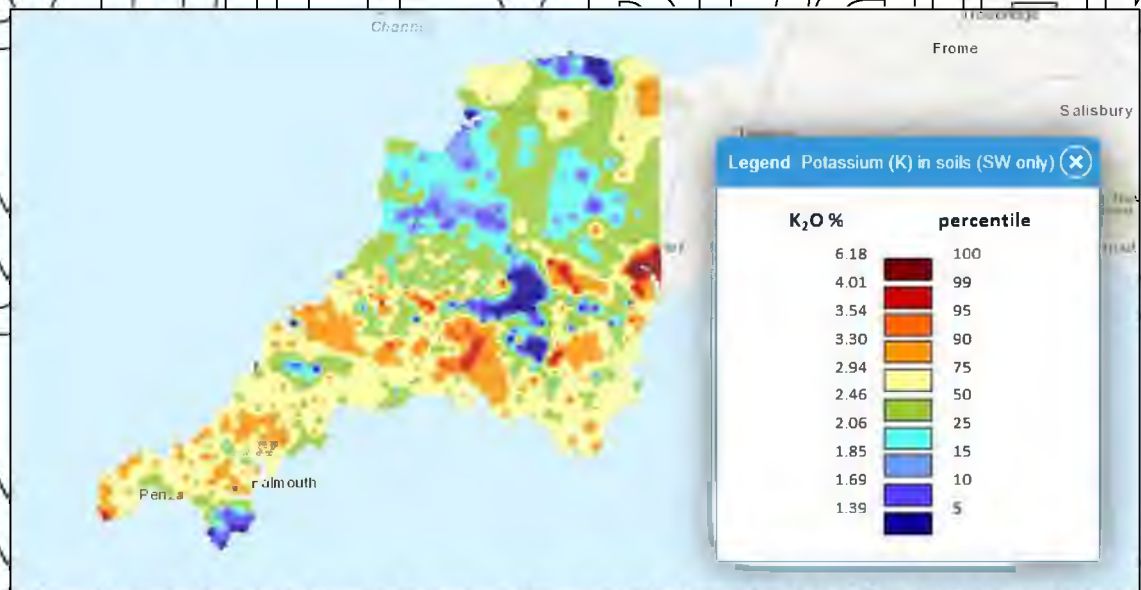 Frome
Salisbury
Legend Potassium (K) in soils (SW only)
K₂O % percentile
6.18 100
4.01 99
3.54 95
3.30 90
2.94 75
2.46 50
2.06 25
1.85 15
1.69 10
1.39 5
almouth